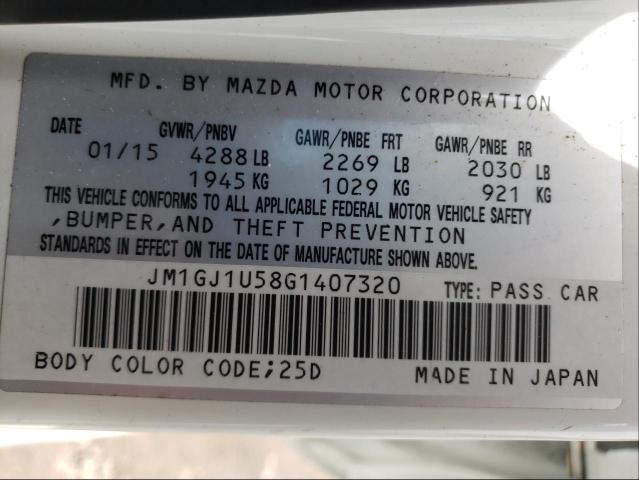 MFD. BY MAZDA MOTOR CORPORATION
DATE GVWR/PNBV GAWR/PNBE FRT GAWR/PNBE RR
01/15 4288 LB 2269 LB 2030 LB
1945 KG 1029 KG 921 KG
THIS VEHICLE CONFORMS TO ALL APPLICABLE FEDERAL MOTOR VEHICLE SAFETY
,BUMPER,AND THEFT PREVENTION
STANDARDS IN EFFECT ON THE DATE OF MANUFACTURE SHOWN ABOVE.
JM1GJ1U58G1407320 TYPE: PASS CAR
BODY COLOR CODE;25D MADE IN JAPAN